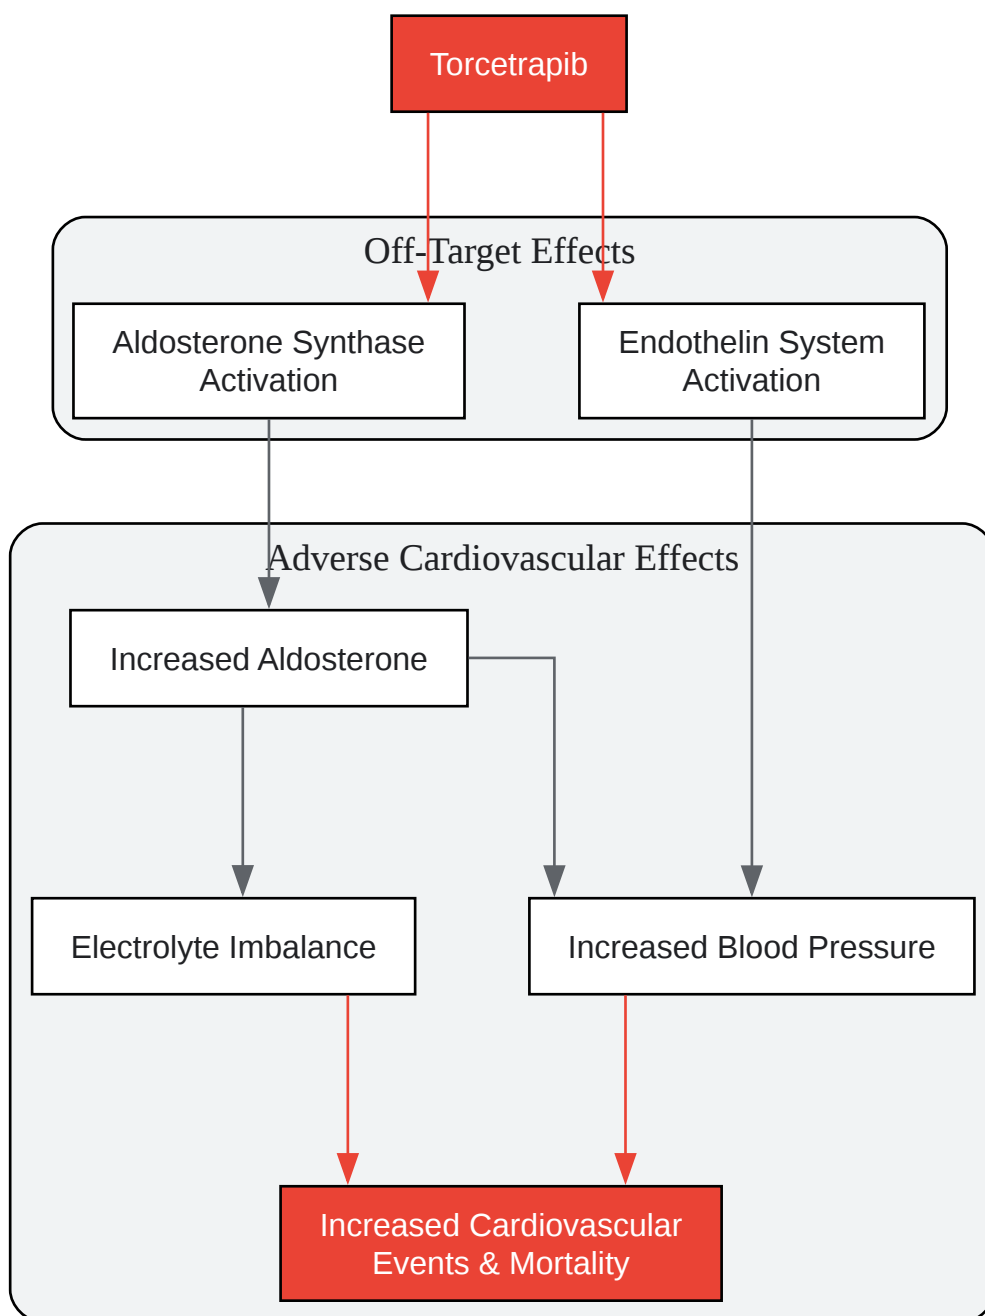 Torcetrapib
Off-Target Effects
Aldosterone Synthase
Activation
Endothelin System
Activation
Adverse Cardiovascular Effects
Increased Aldosterone
Electrolyte Imbalance
Increased Blood Pressure
Increased Cardiovascular
Events & Mortality